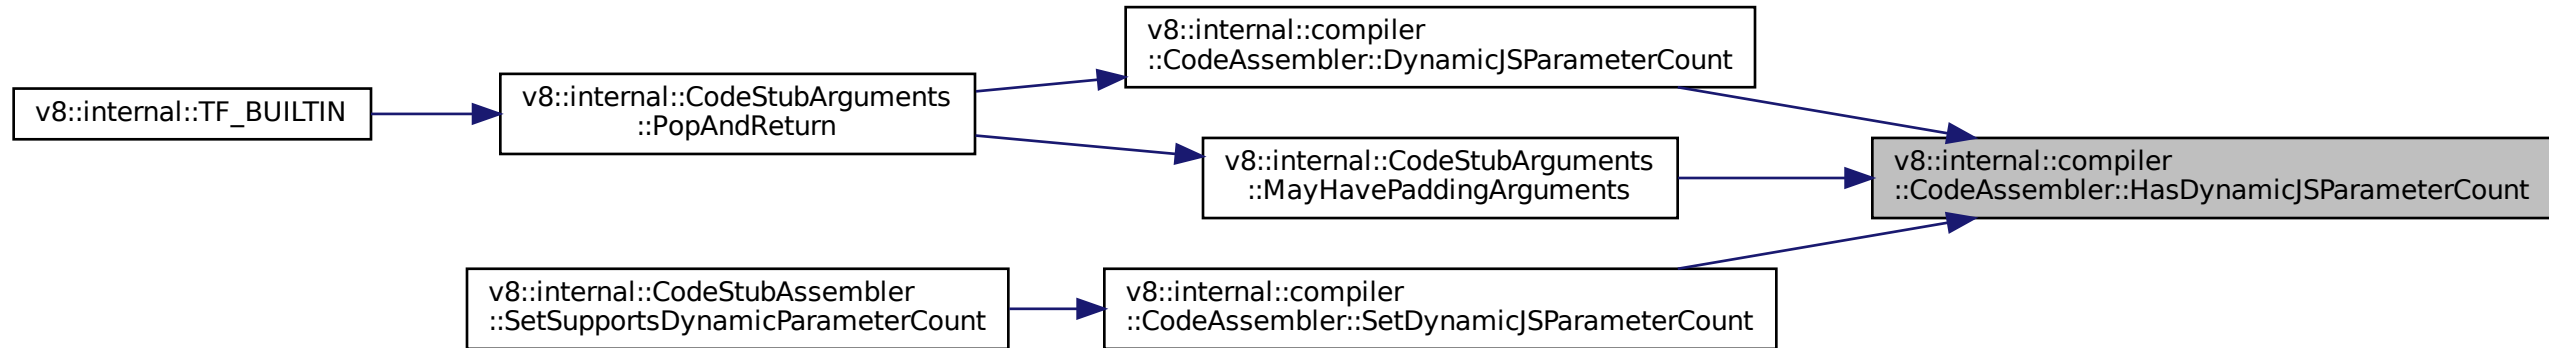 v8::internal::TF_BUILTIN
v8::internal::CodeStubArguments
::PopAndReturn
v8::internal::compiler
::CodeAssembler::DynamicJSParameterCount
v8::internal::CodeStubArguments
::MayHavePaddingArguments
v8::internal::compiler
::CodeAssembler::HasDynamicJSParameterCount
v8::internal::CodeStubAssembler
::SetSupportsDynamicParameterCount
v8::internal::compiler
::CodeAssembler::SetDynamicJSParameterCount